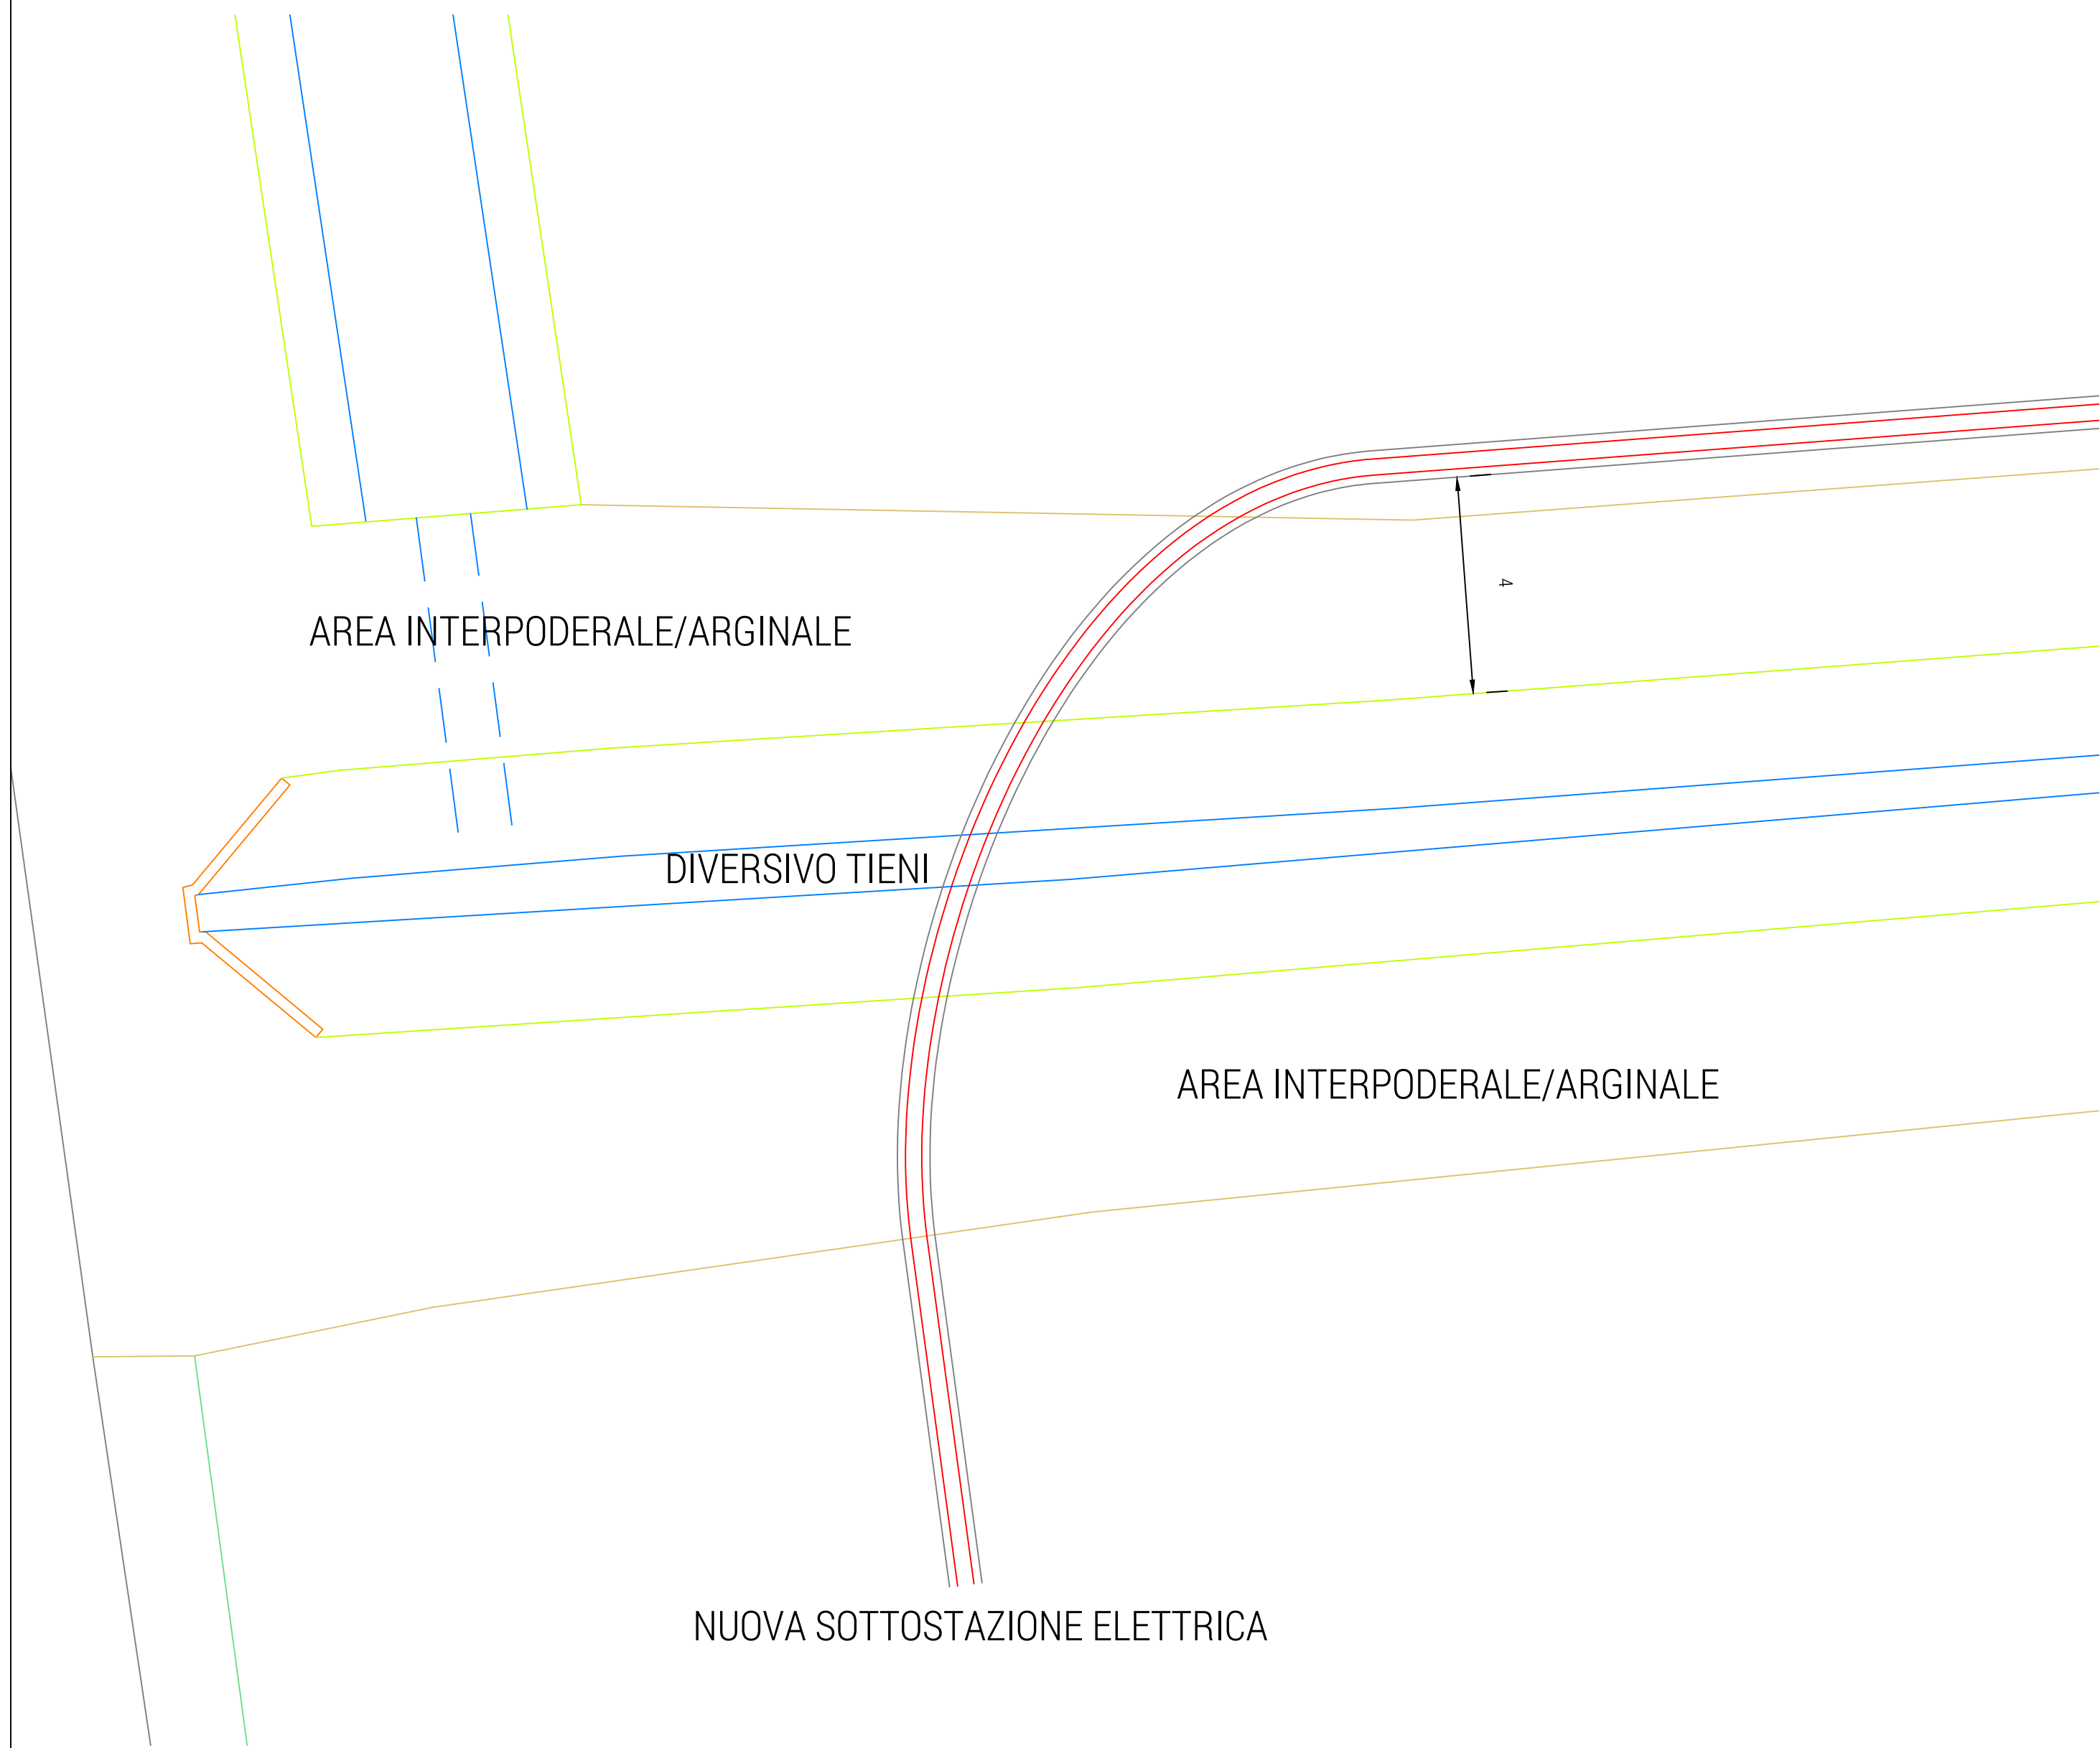 4
AREA INTERPODERALE/ARGINALE
DIVERSIVO TIENI
AREA INTERPODERALE/ARGINALE
NUOVA SOTTOSTAZIONE ELETTRICA